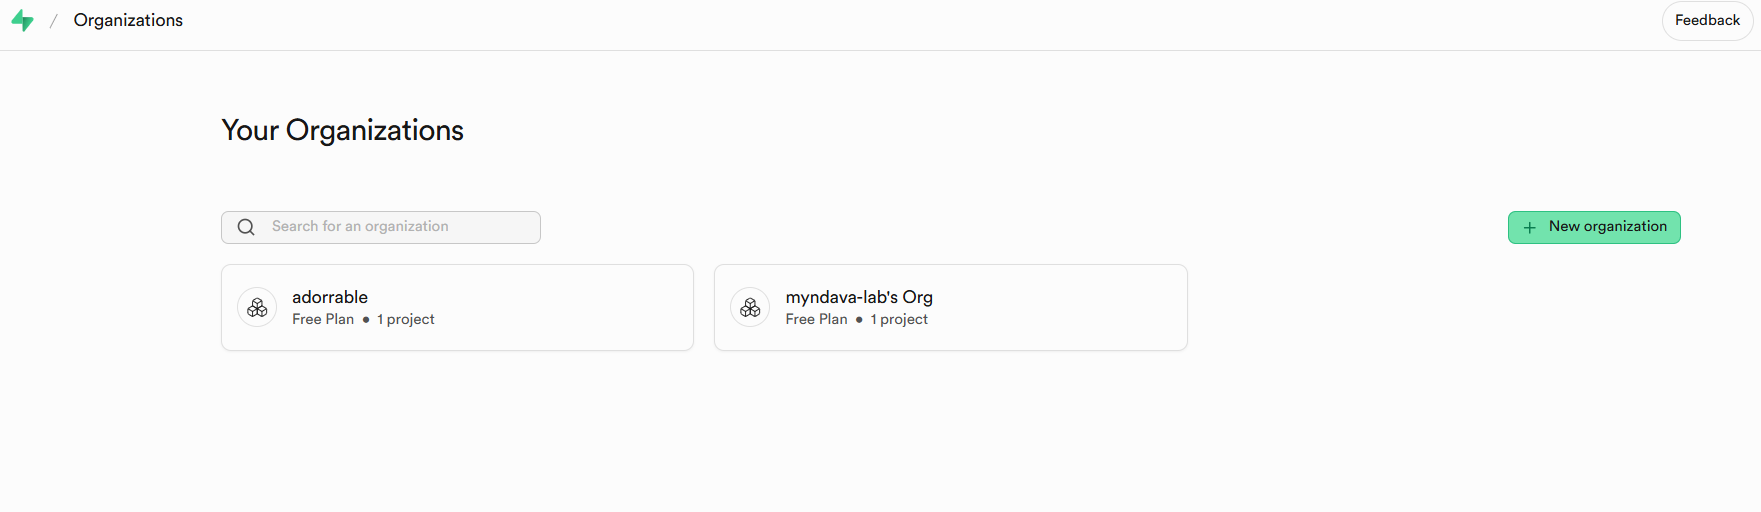 / Organizations
Feedback
Your Organizations
Search for an organization
+ New organization
adorrable
Free Plan • 1 project
myndava-lab's Org
Free Plan • 1 project